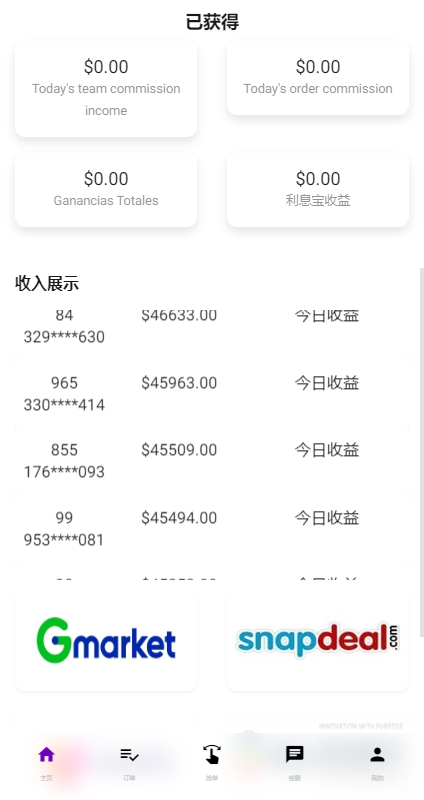 已获得
$0.00
Today's team commission
income
$0.00
Today's order commission
$0.00
Ganancias Totales
$0.00
利息宝收益
收入展示
84 $46633.00 今日收益
329****630
965 $45963.00 今日收益
330****414
855 $45509.00 今日收益
176****093
99 $45494.00 今日收益
953****081
Gmarket
snapdeal.com
INNOVATION WITH PURPOSE
主页 订单 抢单 客服 我的